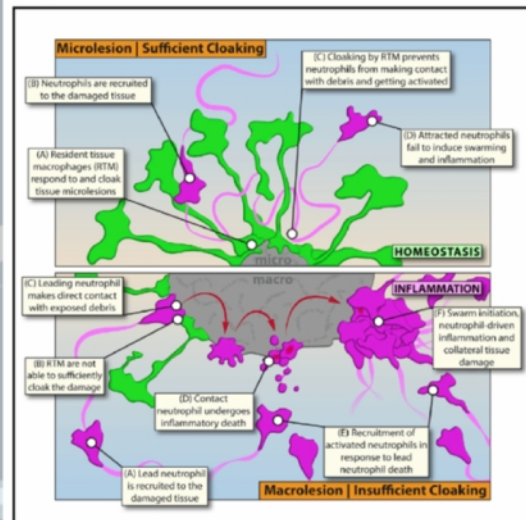 Microlesion | Sufficient Cloaking
(C) Cloaking by RTM prevents
neutrophils from making contact
with debris and getting activated
(B) Neutrophils are recruited
to the damaged tissue
(D) Attracted neutrophils
fail to induce swarming
and inflammation
(A) Resident tissue
macrophages (RTM)
respond to and cloak
tissue microlesions
HOMEOSTASIS
micro
macro
INFLAMMATION
(C) Leading neutrophil
makes direct contact
with exposed debris
(F) Swarm initiation,
neutrophil-driven
inflammation and
collateral tissue
damage
(B) RTM are not
able to sufficiently
cloak the damage
(D) Contact
neutrophil undergoes
inflammatory death
(E) Recruitment of
activated neutrophils in
response to lead
neutrophil death
(A) Lead neutrophil
is recruited to the
damaged tissue
Macrolesion | Insufficient Cloaking